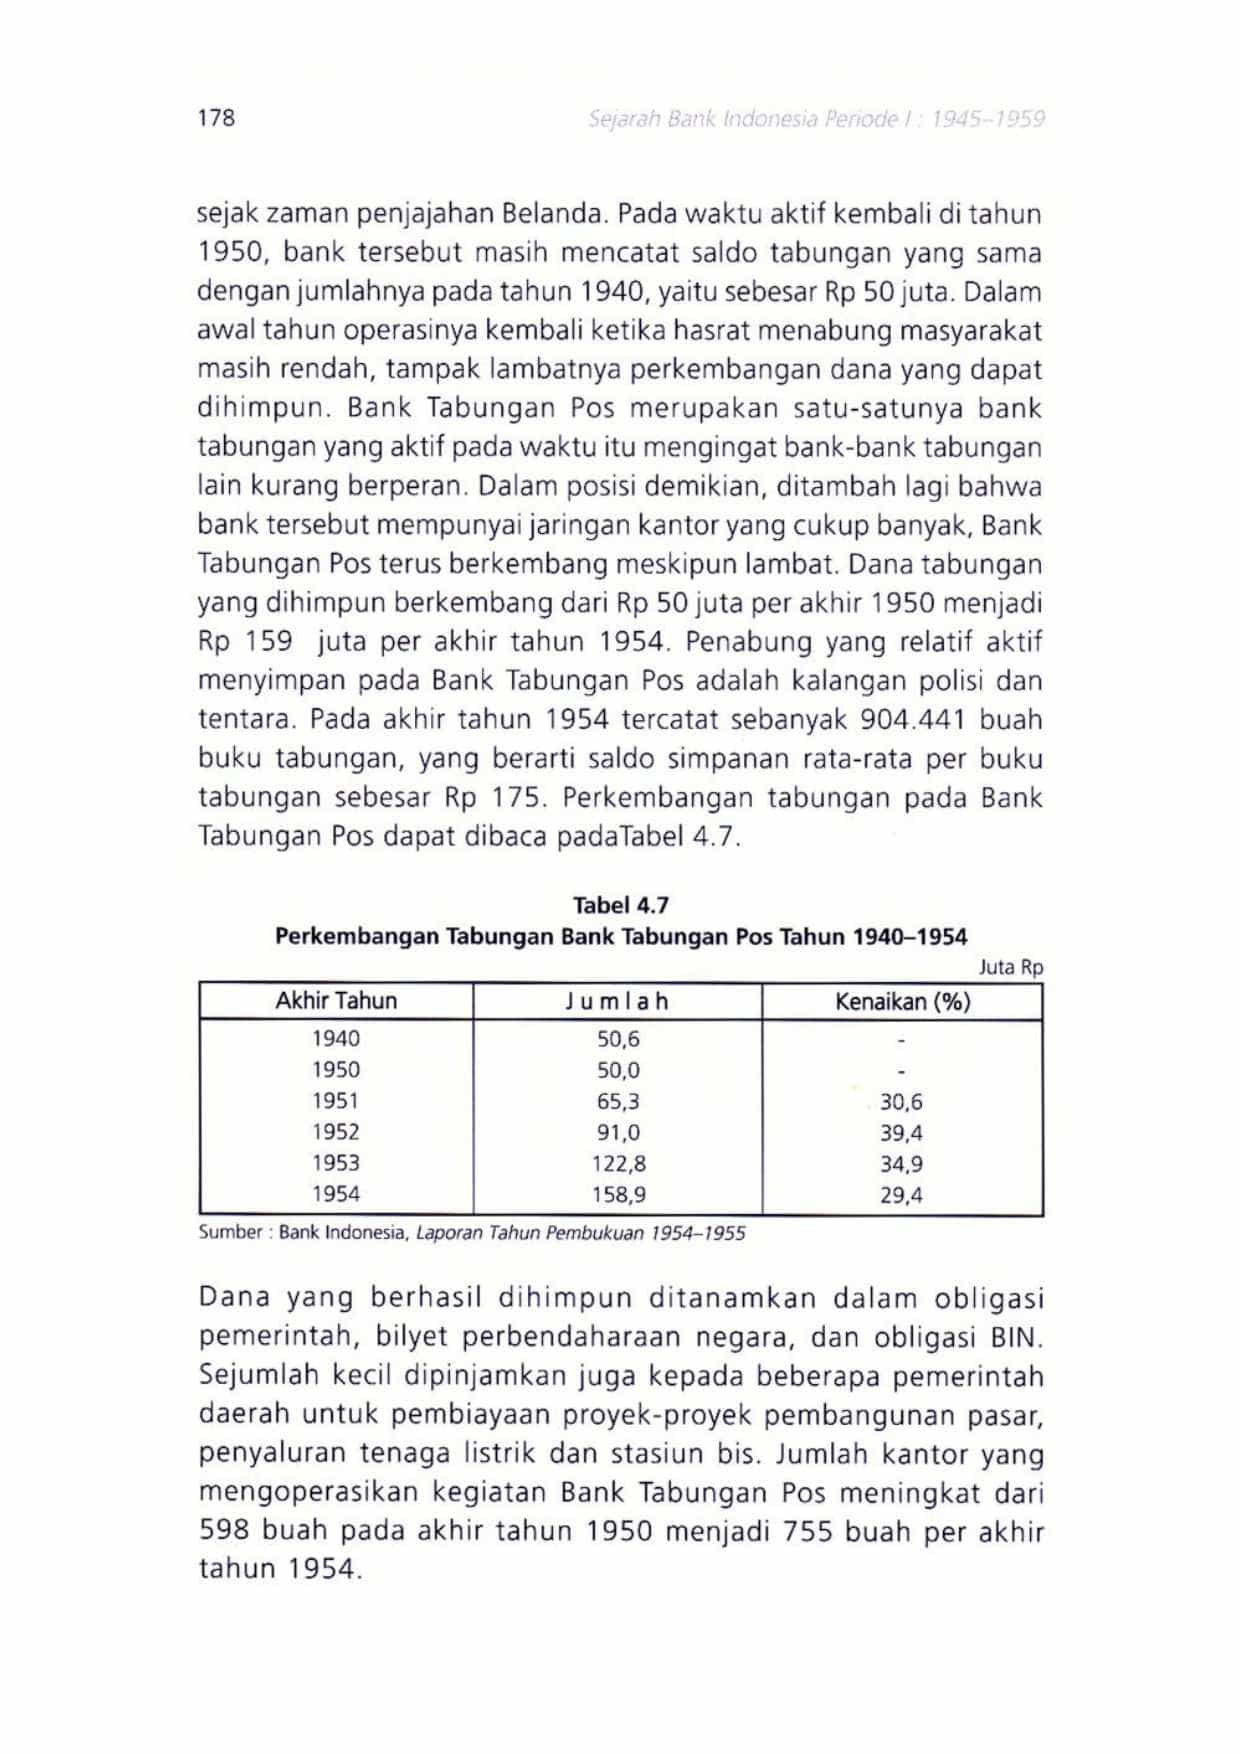 178
Sejarah Bank Indonesia Periode I : 1945–1959
sejak zaman penjajahan Belanda. Pada waktu aktif kembali di tahun
1950, bank tersebut masih mencatat saldo tabungan yang sama
dengan jumlahnya pada tahun 1940, yaitu sebesar Rp 50 juta. Dalam
awal tahun operasinya kembali ketika hasrat menabung masyarakat
masih rendah, tampak lambatnya perkembangan dana yang dapat
dihimpun. Bank Tabungan Pos merupakan satu-satunya bank
tabungan yang aktif pada waktu itu mengingat bank-bank tabungan
lain kurang berperan. Dalam posisi demikian, ditambah lagi bahwa
bank tersebut mempunyai jaringan kantor yang cukup banyak, Bank
Tabungan Pos terus berkembang meskipun lambat. Dana tabungan
yang dihimpun berkembang dari Rp 50 juta per akhir 1950 menjadi
Rp 159 juta per akhir tahun 1954. Penabung yang relatif aktif
menyimpan pada Bank Tabungan Pos adalah kalangan polisi dan
tentara. Pada akhir tahun 1954 tercatat sebanyak 904.441 buah
buku tabungan, yang berarti saldo simpanan rata-rata per buku
tabungan sebesar Rp 175. Perkembangan tabungan pada Bank
Tabungan Pos dapat dibaca padaTabel 4.7.
Tabel 4.7
Perkembangan Tabungan Bank Tabungan Pos Tahun 1940–1954
Juta Rp
Akhir Tahun J u m l a h Kenaikan (%)
1940 50,6 -
1950 50,0 -
1951 65,3 30,6
1952 91,0 39,4
1953 122,8 34,9
1954 158,9 29,4
Sumber : Bank Indonesia, Laporan Tahun Pembukuan 1954–1955
Dana yang berhasil dihimpun ditanamkan dalam obligasi
pemerintah, bilyet perbendaharaan negara, dan obligasi BIN.
Sejumlah kecil dipinjamkan juga kepada beberapa pemerintah
daerah untuk pembiayaan proyek-proyek pembangunan pasar,
penyaluran tenaga listrik dan stasiun bis. Jumlah kantor yang
mengoperasikan kegiatan Bank Tabungan Pos meningkat dari
598 buah pada akhir tahun 1950 menjadi 755 buah per akhir
tahun 1954.